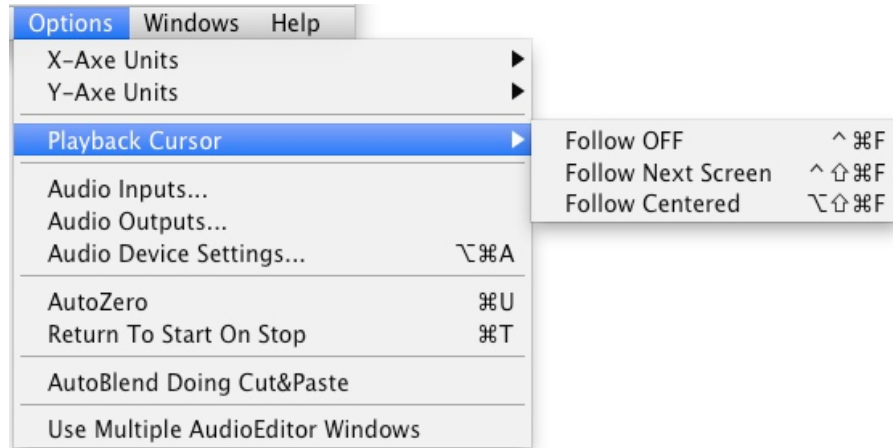 Options Windows Help
X-Axe Units
Y-Axe Units
Playback Cursor
Follow OFF ^ ⌘F
Follow Next Screen ^ ⇧⌘F
Follow Centered ⌥⇧⌘F
Audio Inputs...
Audio Outputs...
Audio Device Settings... ⌥⌘A
AutoZero ⌘U
Return To Start On Stop ⌘T
AutoBlend Doing Cut&Paste
Use Multiple AudioEditor Windows